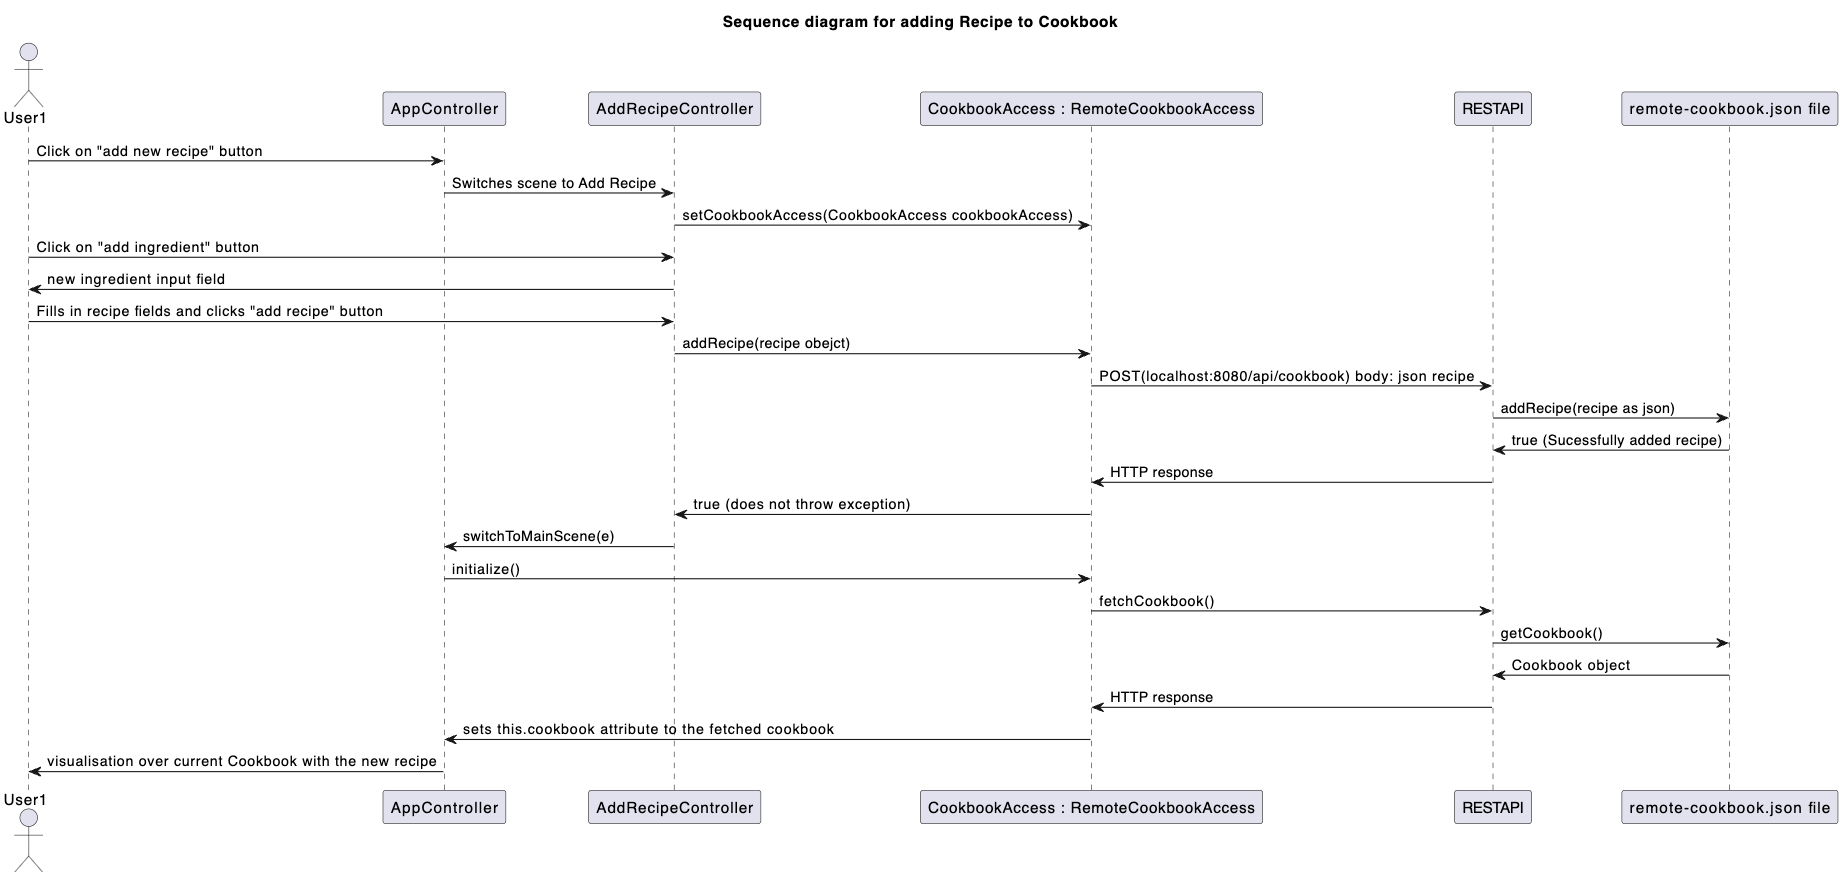 Sequence diagram for adding Recipe to Cookbook
User1
AppController
AddRecipeController
CookbookAccess : RemoteCookbookAccess
RESTAPI
remote-cookbook.json file
Click on "add new recipe" button
Switches scene to Add Recipe
setCookbookAccess(CookbookAccess cookbookAccess)
Click on "add ingredient" button
new ingredient input field
Fills in recipe fields and clicks "add recipe" button
addRecipe(recipe obejct)
POST(localhost:8080/api/cookbook) body: json recipe
addRecipe(recipe as json)
true (Sucessfully added recipe)
HTTP response
true (does not throw exception)
switchToMainScene(e)
initialize()
fetchCookbook()
getCookbook()
Cookbook object
HTTP response
sets this.cookbook attribute to the fetched cookbook
visualisation over current Cookbook with the new recipe
User1
AppController
AddRecipeController
CookbookAccess : RemoteCookbookAccess
RESTAPI
remote-cookbook.json file